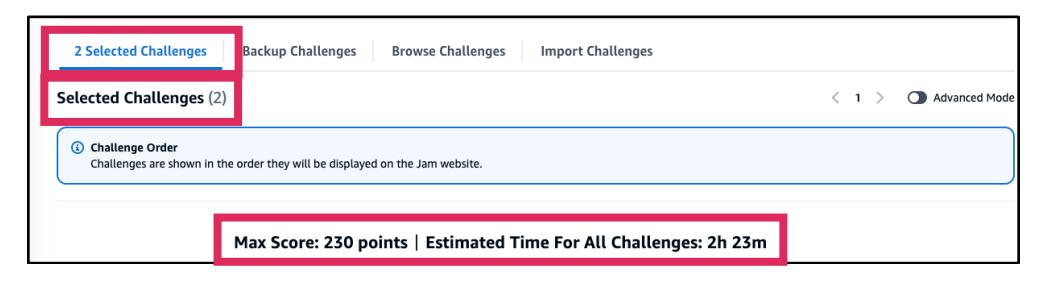 2 Selected Challenges Backup Challenges Browse Challenges Import Challenges
Selected Challenges (2) < 1 > Advanced Mode
Challenge Order
Challenges are shown in the order they will be displayed on the Jam website.
Max Score: 230 points | Estimated Time For All Challenges: 2h 23m